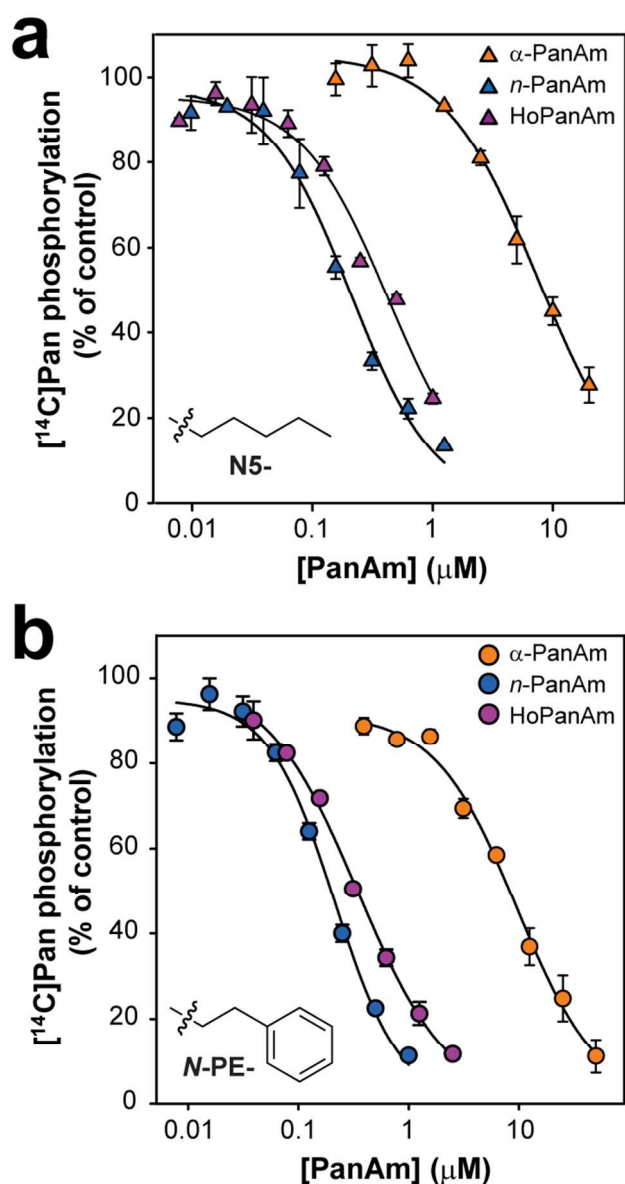 a
α-PanAm
n-PanAm
HoPanAm
100
80
60
40
20
0
[¹⁴C]Pan phosphorylation
(% of control)
N5-
0.01 0.1 1 10
[PanAm] (μM)
b
α-PanAm
n-PanAm
HoPanAm
100
80
60
40
20
0
[¹⁴C]Pan phosphorylation
(% of control)
N-PE-
0.01 0.1 1 10
[PanAm] (μM)